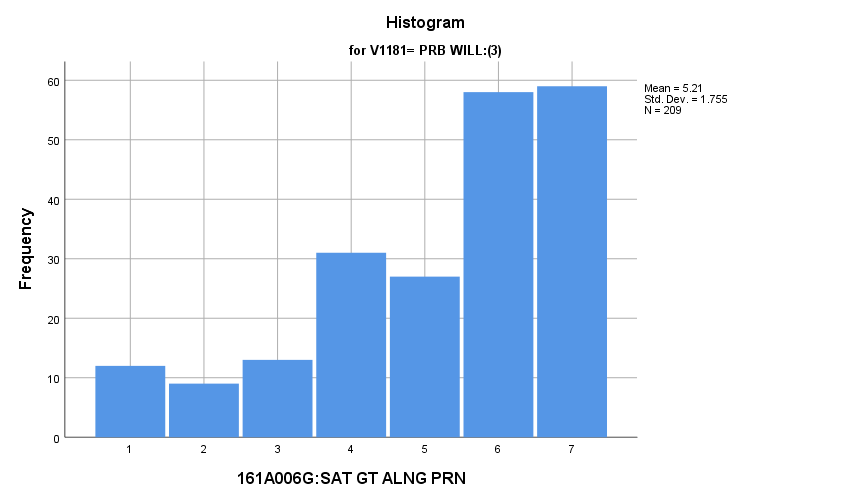 Histogram
for V1181= PRB WILL:(3)
Mean = 5.21
Std. Dev. = 1.755
N = 209
Frequency
60
50
40
30
20
10
0
1 2 3 4 5 6 7
161A006G:SAT GT ALNG PRN